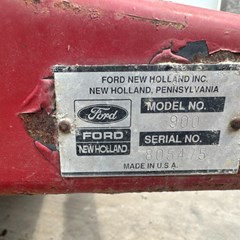 FORD NEW HOLLAND INC.
NEW HOLLAND, PENNSYLVANIA
Ford
FORD
NEW HOLLAND
MODEL NO.
SERIAL NO.
MADE IN U.S.A.